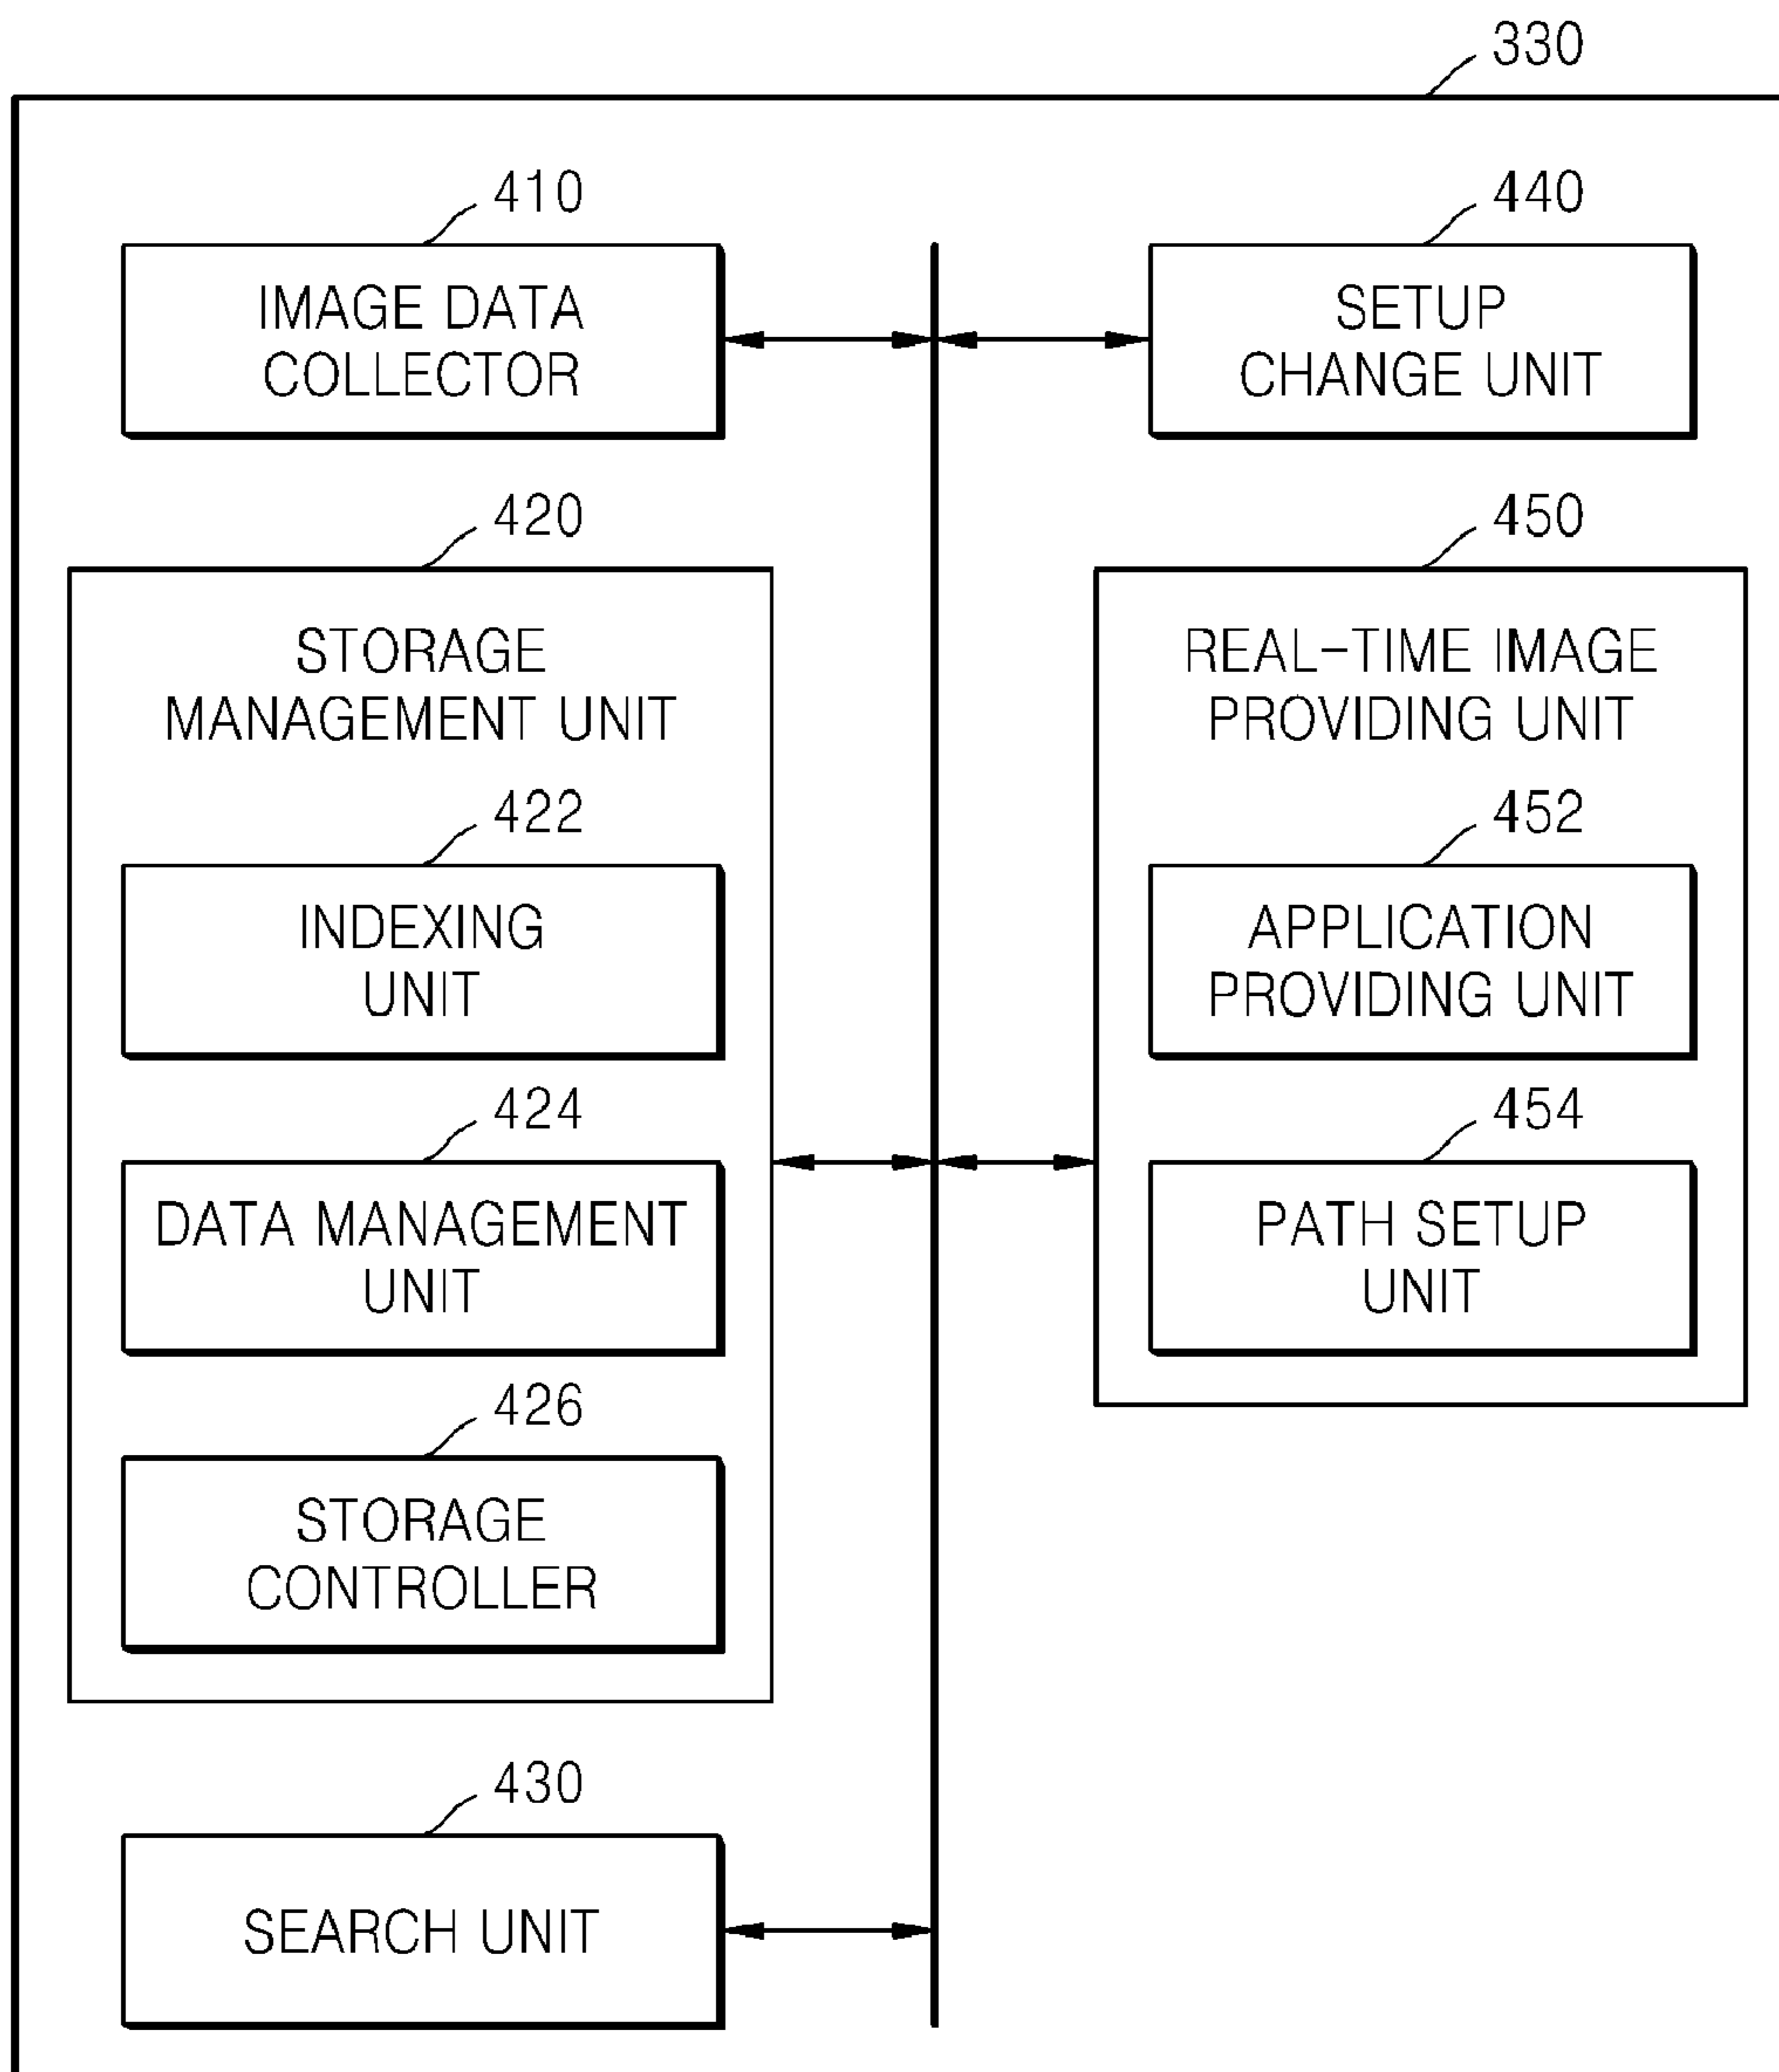 330
410
IMAGE DATA
COLLECTOR
440
SETUP
CHANGE UNIT
420
STORAGE
MANAGEMENT UNIT
422
INDEXING
UNIT
424
DATA MANAGEMENT
UNIT
426
STORAGE
CONTROLLER
450
REAL-TIME IMAGE
PROVIDING UNIT
452
APPLICATION
PROVIDING UNIT
454
PATH SETUP
UNIT
430
SEARCH UNIT